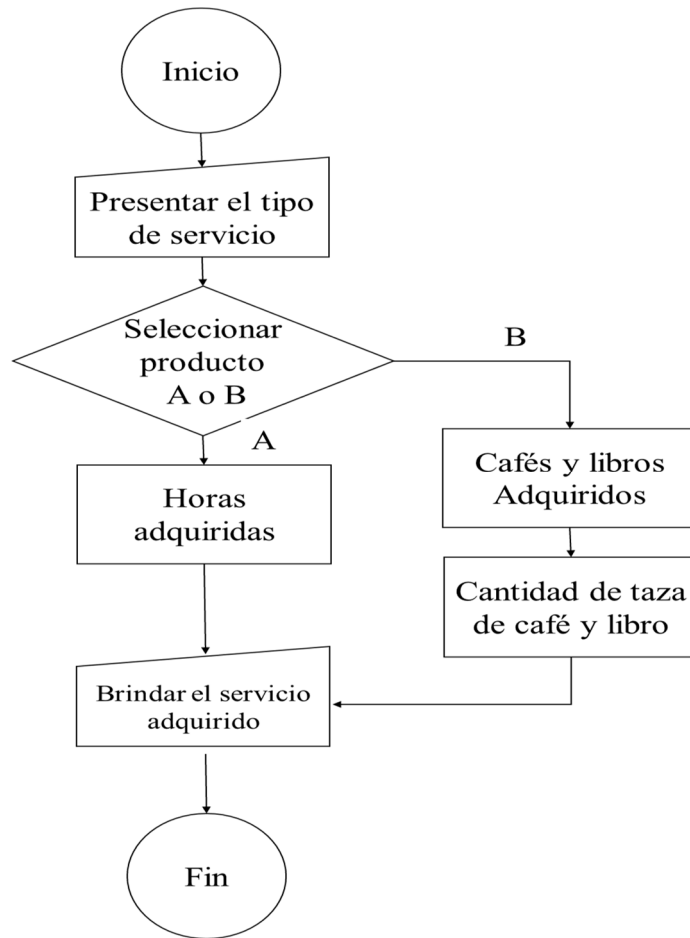 Inicio
Presentar el tipo
de servicio
Seleccionar
producto
A o B
B
A
Horas
adquiridas
Cafés y libros
Adquiridos
Cantidad de taza
de café y libro
Brindar el servicio
adquirido
Fin